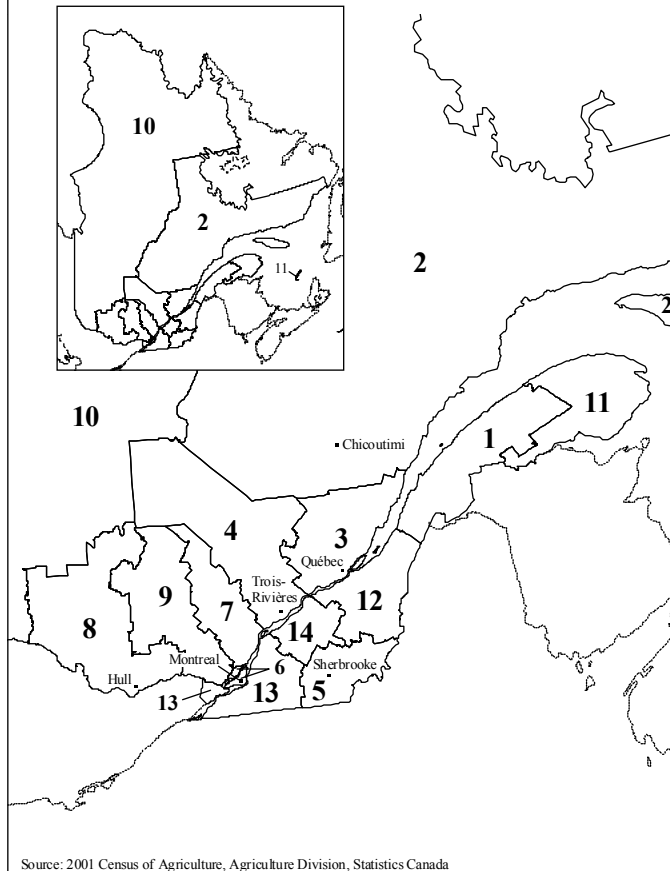 10
2
11
2
2
10
11
1
Chicoutimi
4
3
Québec
Trois-
Rivières
12
9
7
8
14
Montreal
6
Sherbrooke
Hull
13
13
5
Source: 2001 Census of Agriculture, Agriculture Division, Statistics Canada